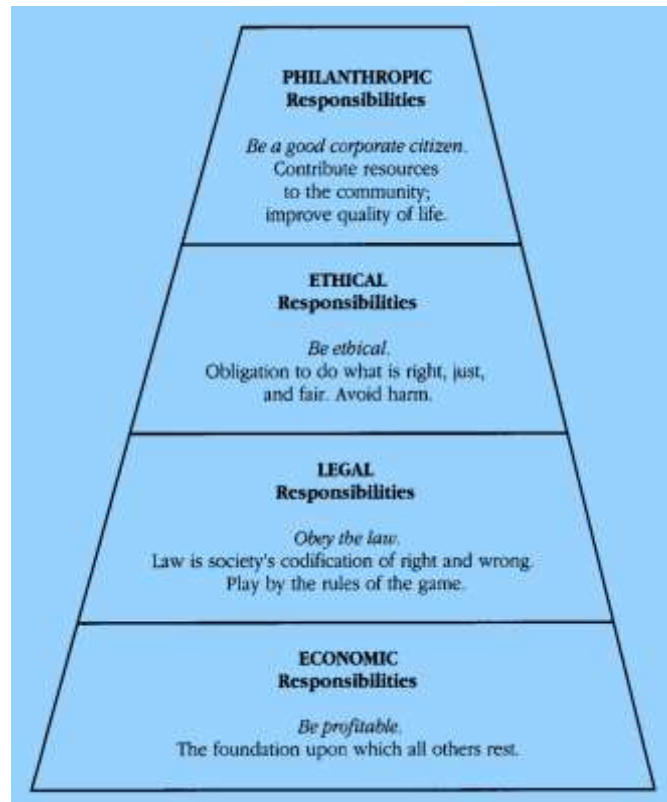 PHILANTHROPIC
Responsibilities
Be a good corporate citizen.
Contribute resources
to the community;
improve quality of life.
ETHICAL
Responsibilities
Be ethical.
Obligation to do what is right, just,
and fair. Avoid harm.
LEGAL
Responsibilities
Obey the law.
Law is society's codification of right and wrong.
Play by the rules of the game.
ECONOMIC
Responsibilities
Be profitable.
The foundation upon which all others rest.